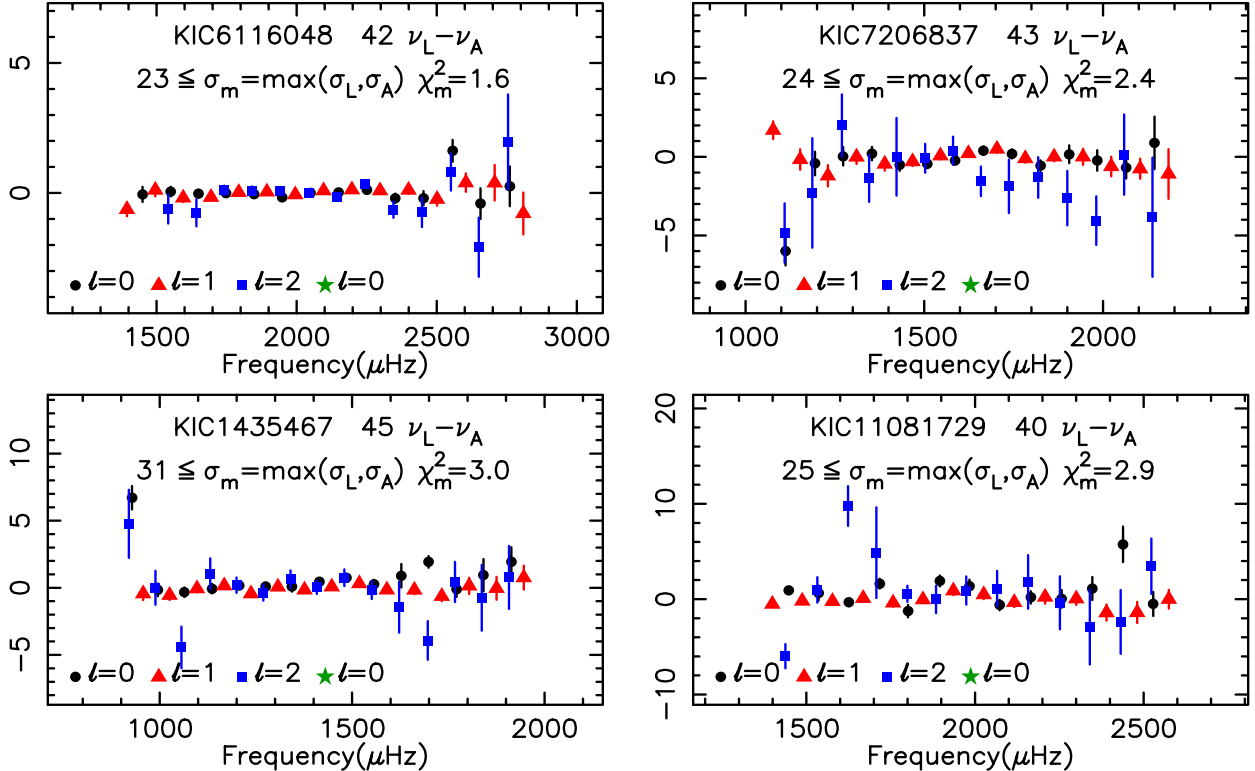 KIC6116048 42 ν_L−ν_A
23 ≦ σ_m=max(σ_L,σ_A) χ²_m=1.6
5
0
ℓ=0 ℓ=1 ℓ=2 ℓ=0
1500 2000 2500 3000
Frequency(μHz)
KIC7206837 43 ν_L−ν_A
24 ≦ σ_m=max(σ_L,σ_A) χ²_m=2.4
5
0
−5
ℓ=0 ℓ=1 ℓ=2 ℓ=0
1000 1500 2000
Frequency(μHz)
KIC1435467 45 ν_L−ν_A
31 ≦ σ_m=max(σ_L,σ_A) χ²_m=3.0
10
5
0
−5
ℓ=0 ℓ=1 ℓ=2 ℓ=0
1000 1500 2000
Frequency(μHz)
KIC11081729 40 ν_L−ν_A
25 ≦ σ_m=max(σ_L,σ_A) χ²_m=2.9
20
10
0
−10
ℓ=0 ℓ=1 ℓ=2 ℓ=0
1500 2000 2500
Frequency(μHz)